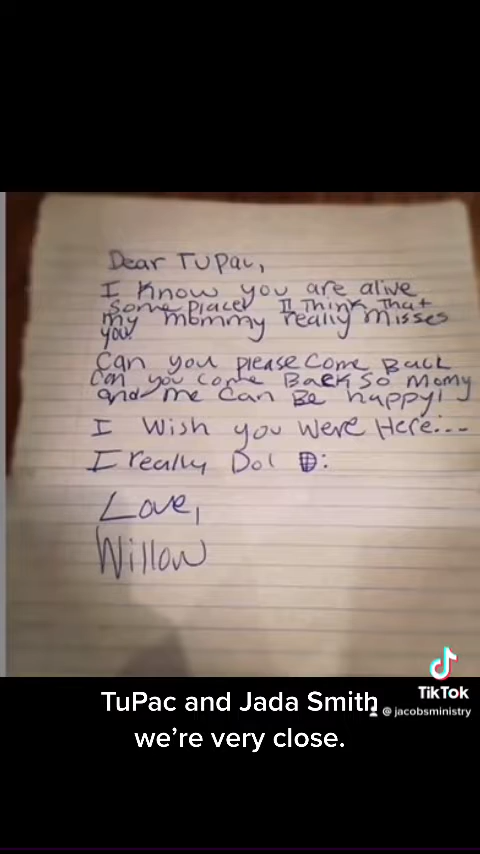 Dear TUPac,
I Know you are alive
Some place I Think That
my mommy really misses
you.
Can you please come Back
Can you come Back So Momy
and me Can Be happy!
I Wish you Were Here...
I really Do! D:
Love,
Willow
TuPac and Jada Smith
we're very close.
TikTok
@ jacobsministry